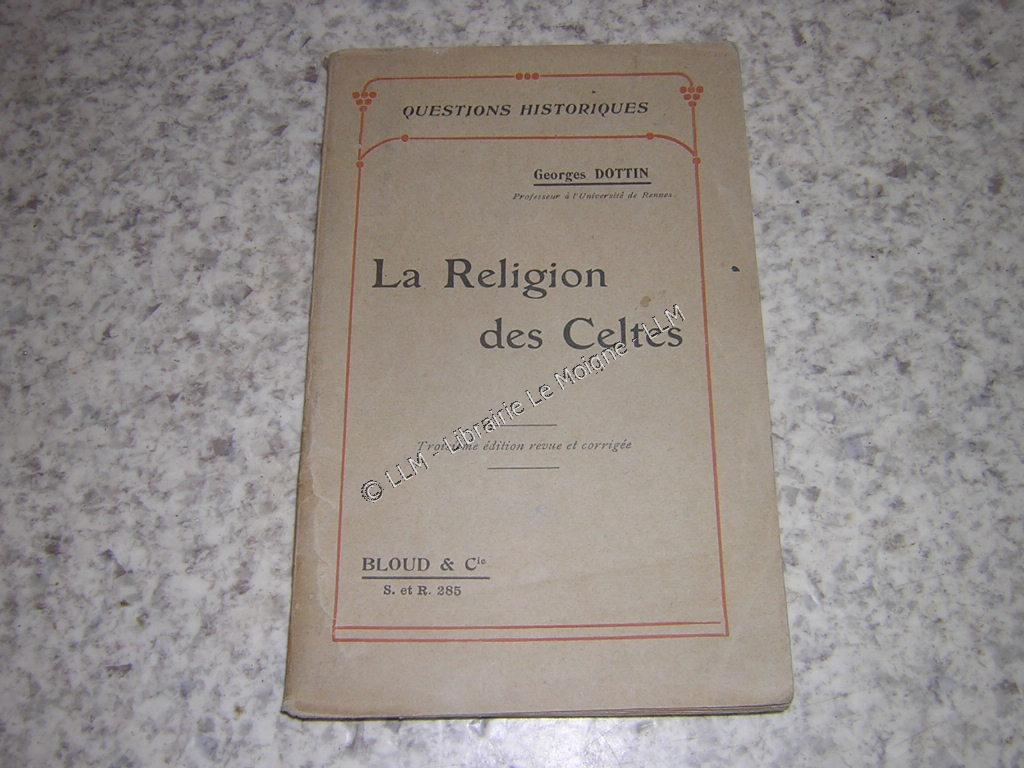 QUESTIONS HISTORIQUES
Georges DOTTIN
Professeur à l'Université de Rennes.
La Religion
des Celtes
© LLM - Librairie Le Moigne - LLM
Troisième édition revue et corrigée
BLOUD & Cie
S. et R. 285